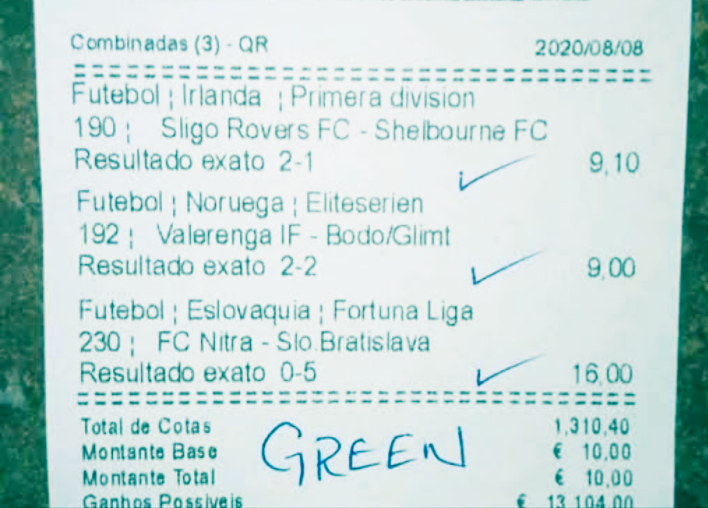 Combinadas (3) - QR 2020/08/08
Futebol ¦ Irlanda ¦ Primera division
190 ¦ Sligo Rovers FC - Shelbourne FC
Resultado exato 2-1 9,10
Futebol ¦ Noruega ¦ Eliteserien
192 ¦ Valerenga IF - Bodo/Glimt
Resultado exato 2-2 9,00
Futebol ¦ Eslovaquia ¦ Fortuna Liga
230 ¦ FC Nitra - Slo.Bratislava
Resultado exato 0-5 16,00
Total de Cotas 1,310,40
Montante Base € 10,00
GREEN
Montante Total € 10,00
Ganhos Possiveis € 13.104,00